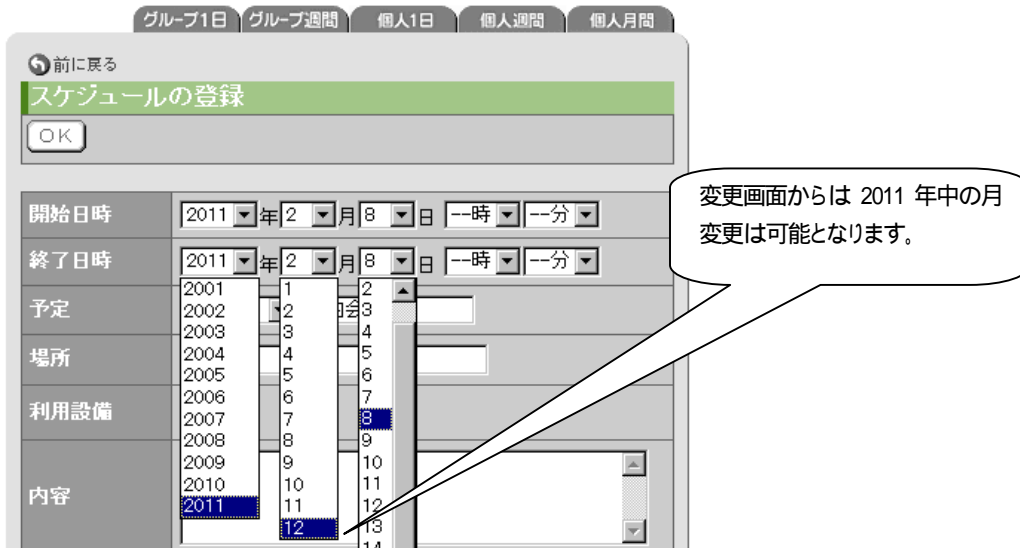 グループ1日 グループ週間 個人1日 個人週間 個人月間
前に戻る
スケジュールの登録
OK
変更画面からは 2011 年中の月
変更は可能となります。
開始日時 2011 年 2 月 8 日 --時 --分
終了日時 2011 年 2 月 8 日 --時 --分
2001 1 2
予定 2002 2 3
2003 3 4
場所 2004 4 5
2005 5 6
2006 6 7
利用設備 2007 7 8
2008 8 9
2009 9 10
内容 2010 10 11
2011 11 12
12 13